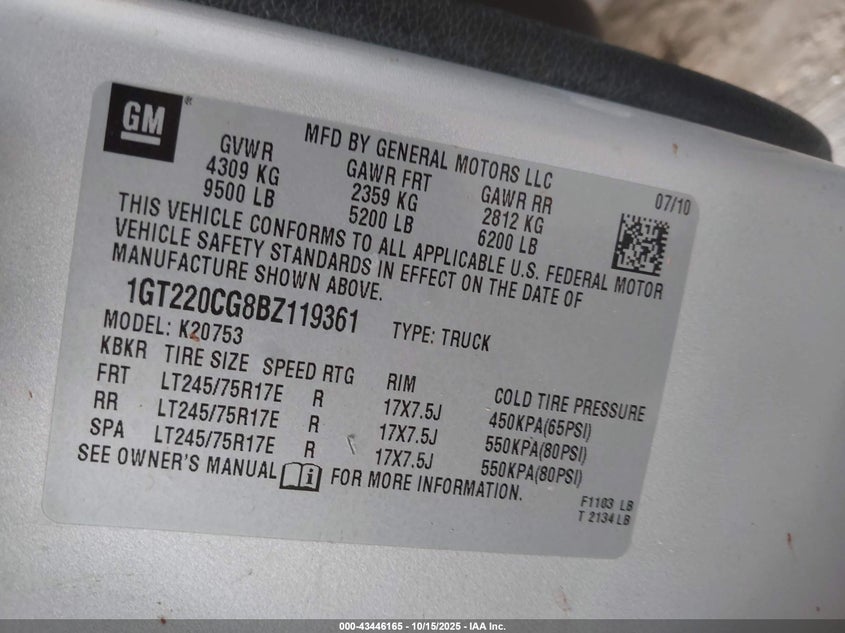 GM ®
MFD BY GENERAL MOTORS LLC
07/10
GVWR GAWR FRT GAWR RR
4309 KG 2359 KG 2812 KG
9500 LB 5200 LB 6200 LB
THIS VEHICLE CONFORMS TO ALL APPLICABLE U.S. FEDERAL MOTOR
VEHICLE SAFETY STANDARDS IN EFFECT ON THE DATE OF
MANUFACTURE SHOWN ABOVE.
1GT220CG8BZ119361 TYPE: TRUCK
MODEL: K20753
KBKR TIRE SIZE SPEED RTG RIM COLD TIRE PRESSURE
FRT LT245/75R17E R 17X7.5J 450KPA(65PSI)
RR LT245/75R17E R 17X7.5J 550KPA(80PSI)
SPA LT245/75R17E R 17X7.5J 550KPA(80PSI)
SEE OWNER'S MANUAL FOR MORE INFORMATION.
F1103 LB
T 2134 LB
000-43446165 - 10/15/2025 - IAA Inc.